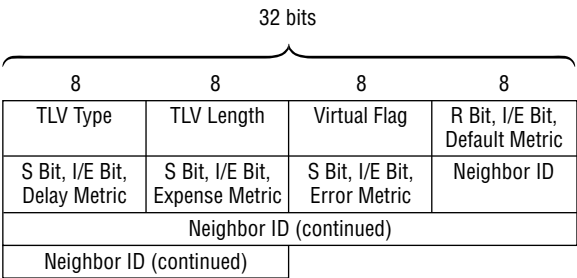 32 bits
8 8 8 8
TLV Type TLV Length Virtual Flag R Bit, I/E Bit,
Default Metric
S Bit, I/E Bit, S Bit, I/E Bit, S Bit, I/E Bit, Neighbor ID
Delay Metric Expense Metric Error Metric
Neighbor ID (continued)
Neighbor ID (continued)